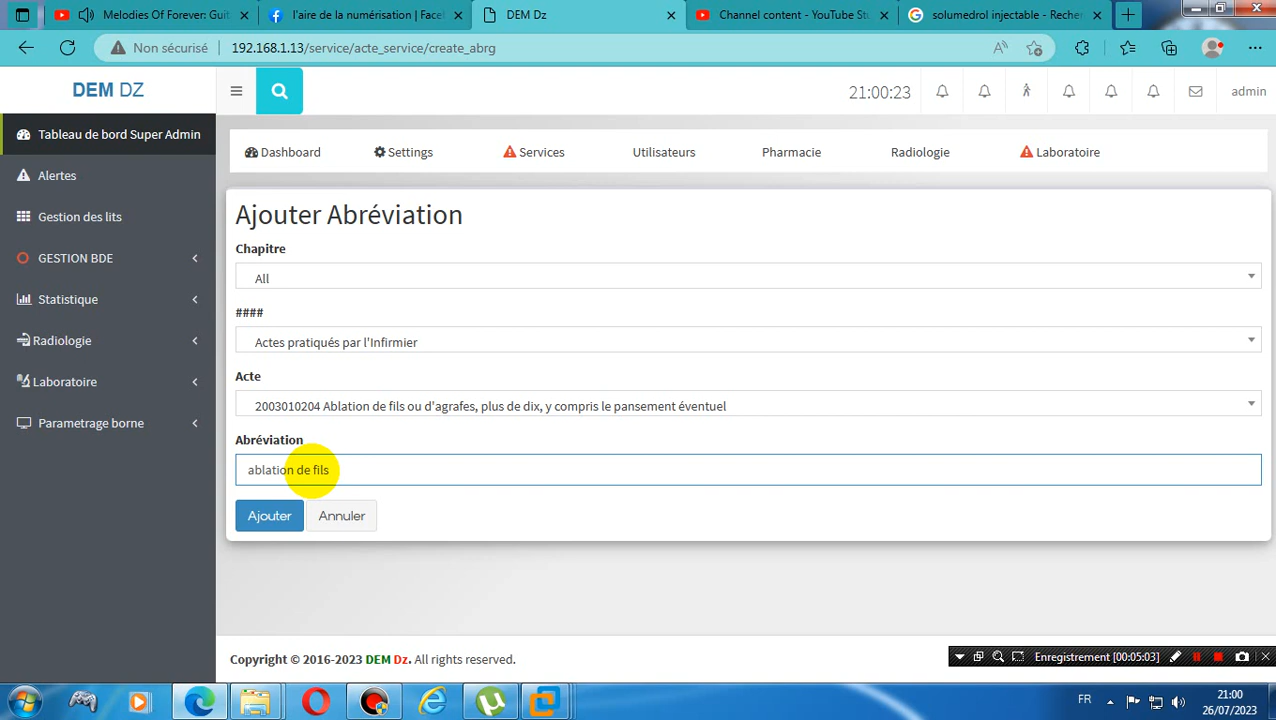 Melodies Of Forever: Guit
l'aire de la numérisation | Face
DEM Dz
Channel content - YouTube Stu
solumedrol injectable - Recher
Non sécurisé
192.168.1.13/service/acte_service/create_abrg
DEM DZ
21:00:23
admin
Tableau de bord Super Admin
Alertes
Gestion des lits
GESTION BDE
Statistique
Radiologie
Laboratoire
Parametrage borne
Dashboard
Settings
Services
Utilisateurs
Pharmacie
Radiologie
Laboratoire
Ajouter Abréviation
Chapitre
All
####
Actes pratiqués par l'Infirmier
Acte
2003010204 Ablation de fils ou d'agrafes, plus de dix, y compris le pansement éventuel
Abréviation
ablation de fils
Ajouter
Annuler
Copyright © 2016-2023 DEM Dz. All rights reserved.
Enregistrement [00:05:03]
FR
21:00
26/07/2023